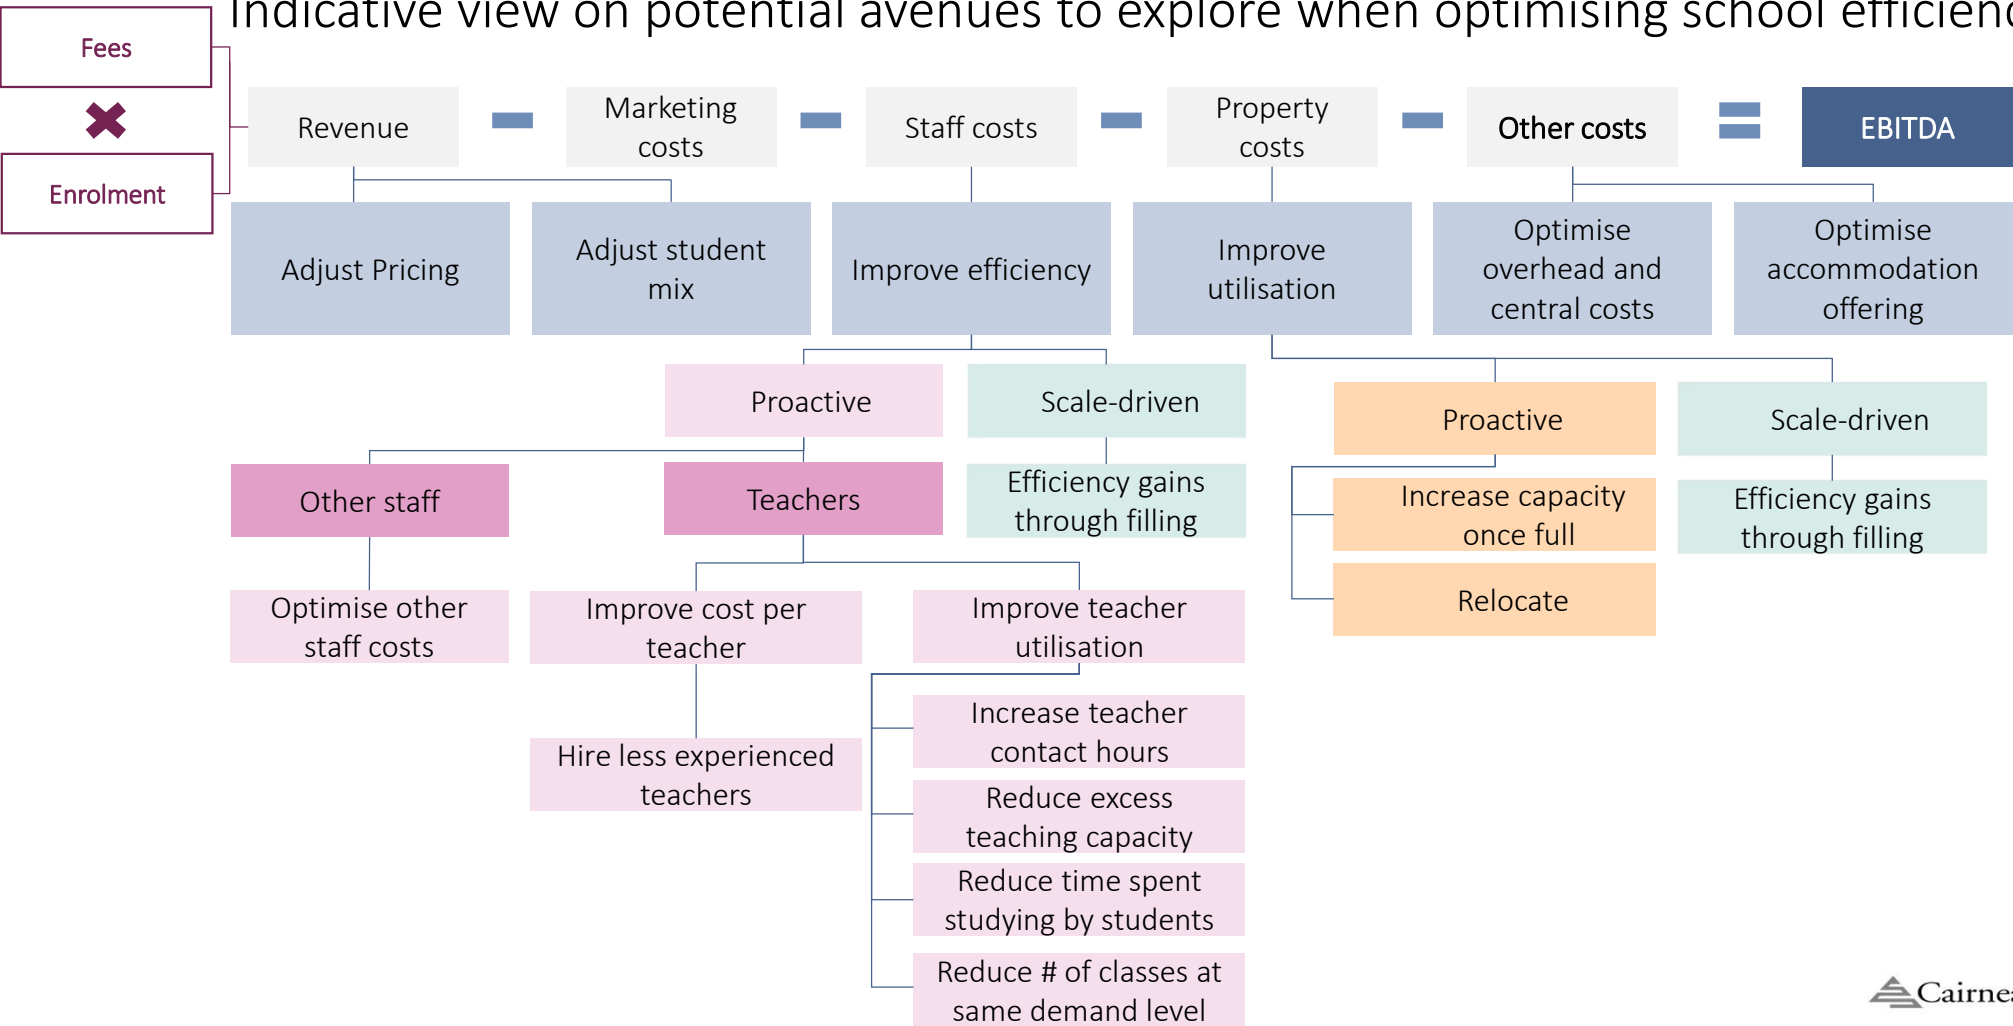 Indicative view on potential avenues to explore when optimising school efficienc
Fees
Enrolment
Revenue
Marketing
costs
Staff costs
Property
costs
Other costs
EBITDA
Adjust Pricing
Adjust student
mix
Improve efficiency
Improve
utilisation
Optimise
overhead and
central costs
Optimise
accommodation
offering
Proactive
Scale-driven
Proactive
Scale-driven
Other staff
Teachers
Efficiency gains
through filling
Increase capacity
once full
Efficiency gains
through filling
Relocate
Optimise other
staff costs
Improve cost per
teacher
Improve teacher
utilisation
Hire less experienced
teachers
Increase teacher
contact hours
Reduce excess
teaching capacity
Reduce time spent
studying by students
Reduce # of classes at
same demand level
Cairnea